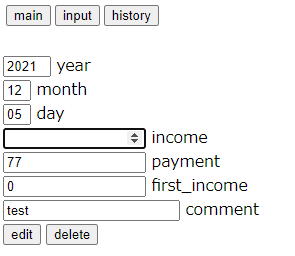 main input history
2021 year
12 month
05 day
income
77 payment
0 first_income
test comment
edit delete